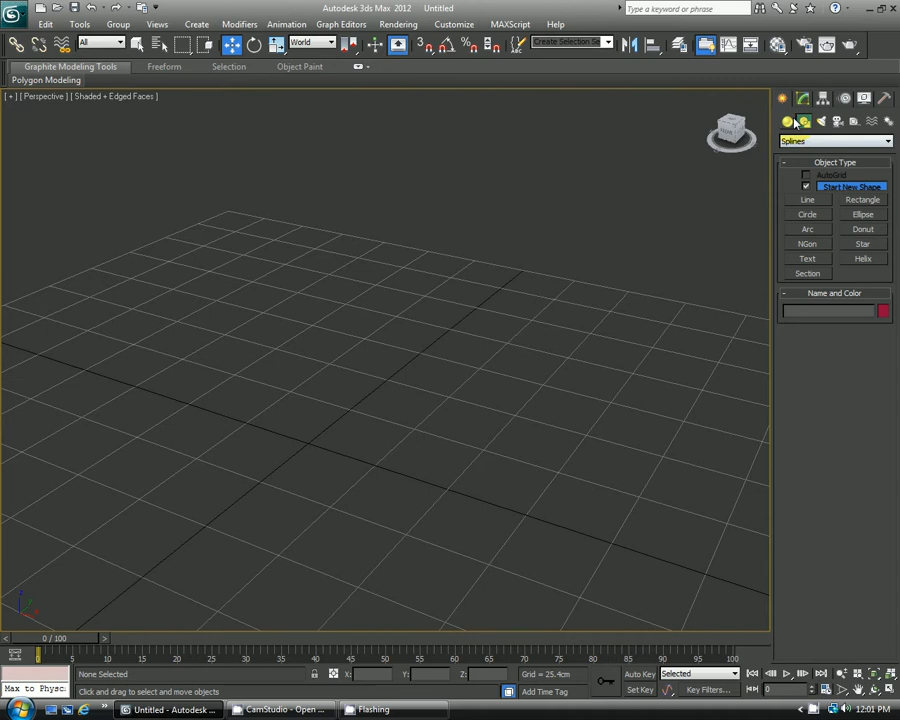 Autodesk 3ds Max 2012 Untitled
Type a keyword or phrase
Edit Tools Group Views Create Modifiers Animation Graph Editors Rendering Customize MAXScript Help
All World Create Selection Se
Graphite Modeling Tools Freeform Selection Object Paint
Polygon Modeling
[ + ] [ Perspective ] [ Shaded + Edged Faces ]
Splines
- Object Type
AutoGrid
Start New Shape
Line Rectangle
Circle Ellipse
Arc Donut
NGon Star
Text Helix
Section
- Name and Color
< 0 / 100 >
0 5 10 15 20 25 30 35 40 45 50 55 60 65 70 75 80 85 90 95 100
None Selected X: Y: Z: Grid = 25.4cm Auto Key Selected
Max to Physc: Click and drag to select and move objects Add Time Tag Set Key Key Filters... 0
Untitled - Autodesk ... CamStudio - Open ... Flashing 12:01 PM